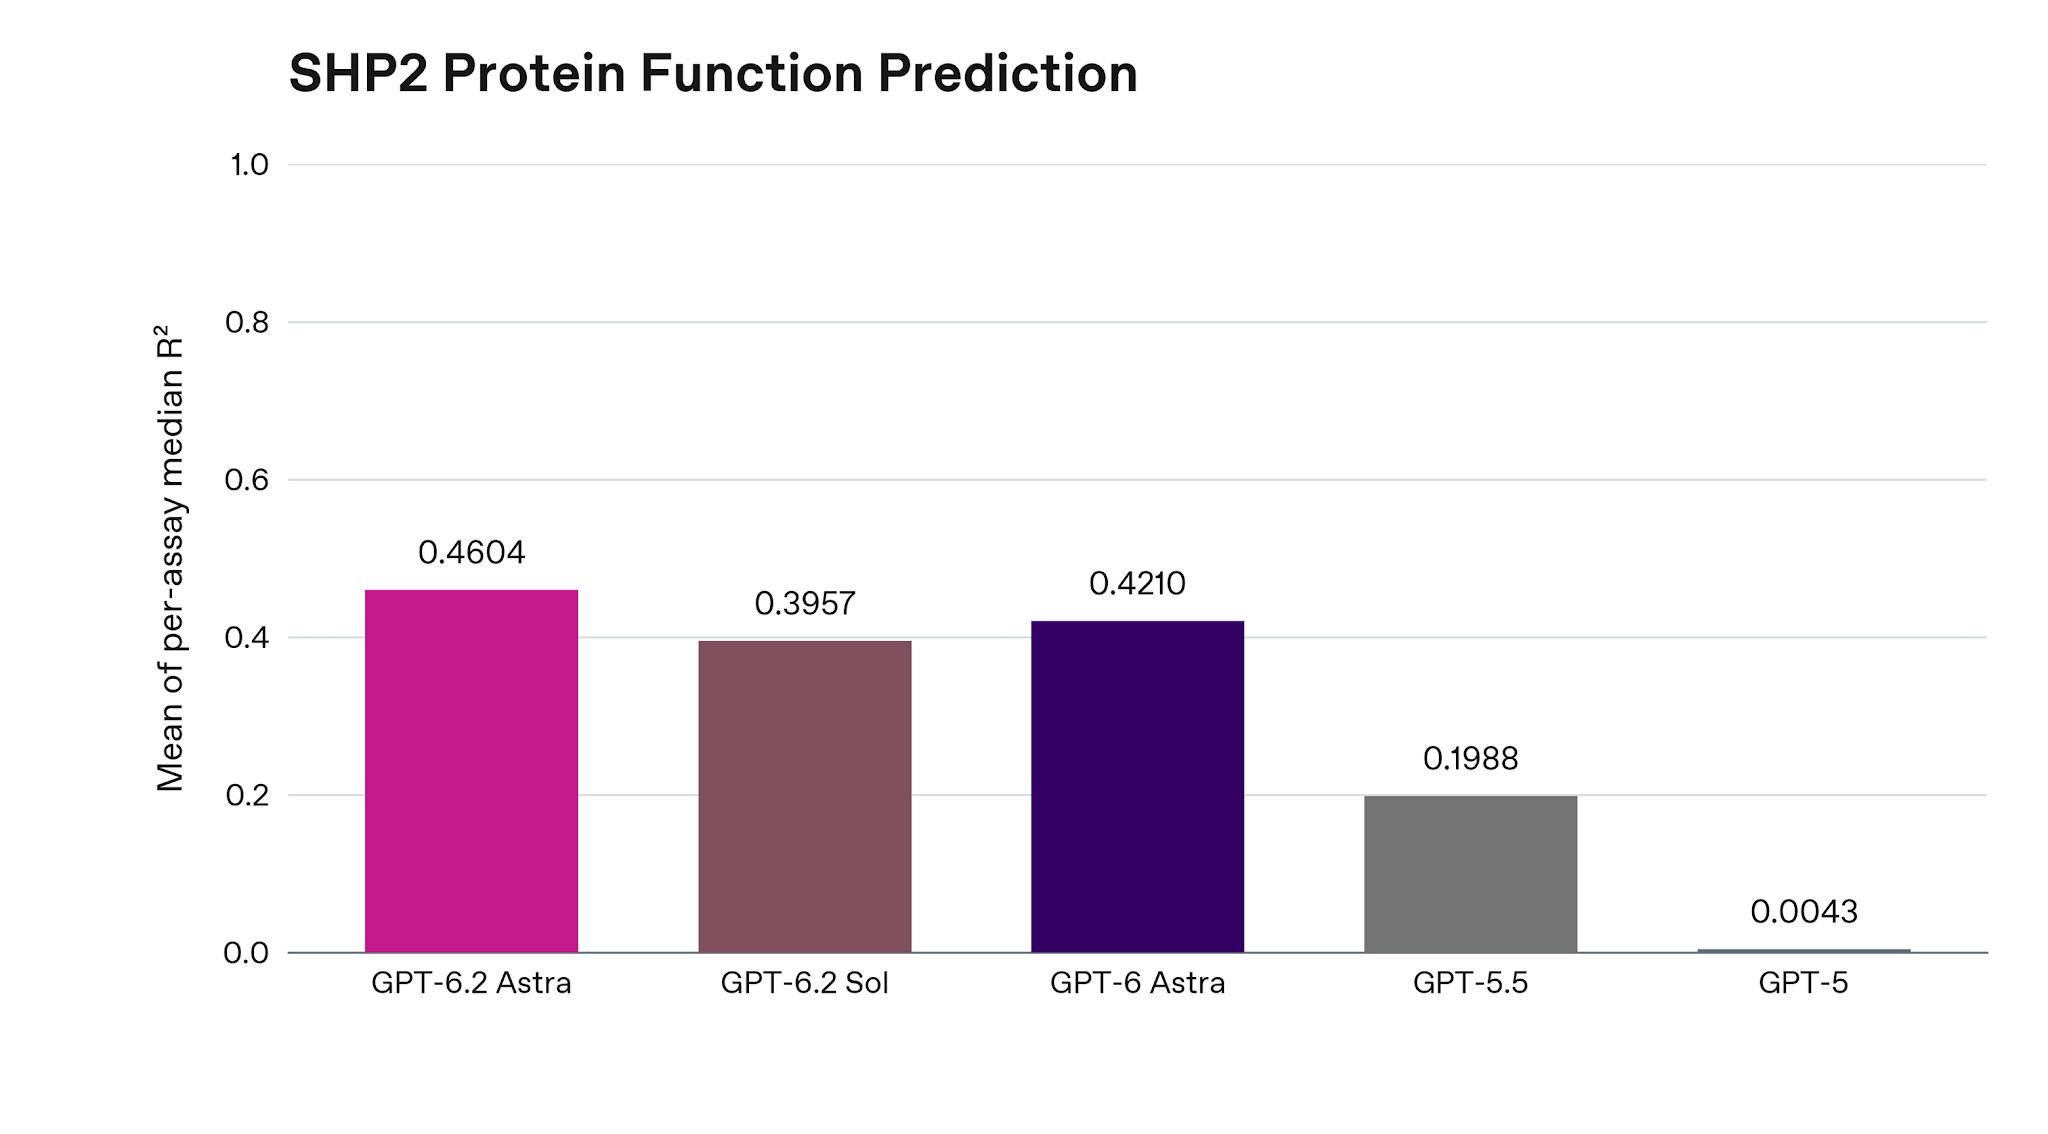 SHP2 Protein Function Prediction
Mean of per-assay median R²
1.0
0.8
0.6
0.4
0.2
0.0
0.4604
0.3957
0.4210
0.1988
0.0043
GPT-6.2 Astra
GPT-6.2 Sol
GPT-6 Astra
GPT-5.5
GPT-5